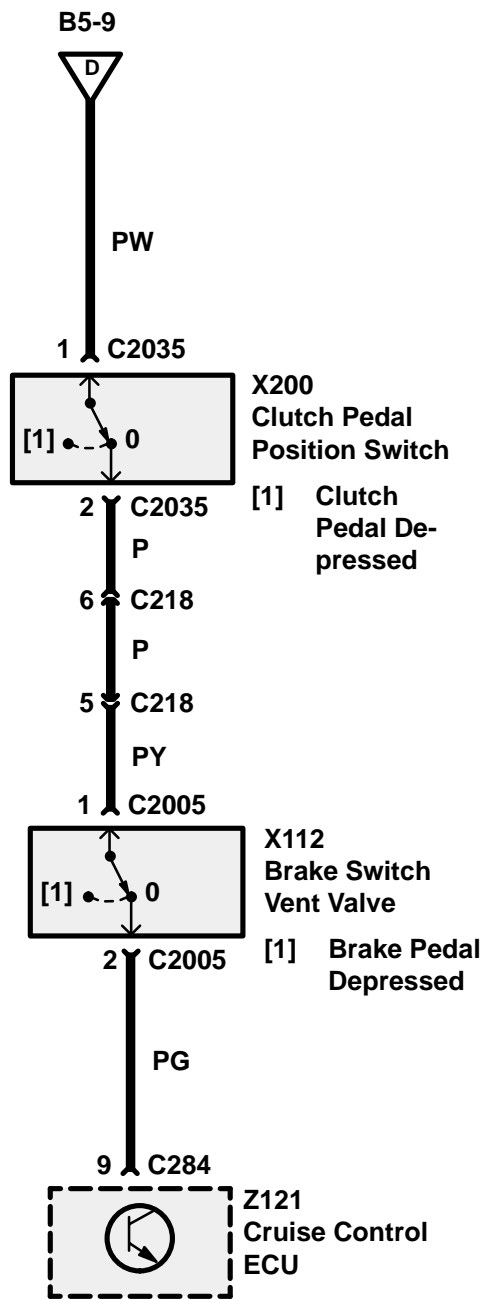 B5-9
D
PW
1 C2035
X200
Clutch Pedal
Position Switch
[1] 0
[1] Clutch
Pedal De-
pressed
2 C2035
P
6 C218
P
5 C218
PY
1 C2005
X112
Brake Switch
Vent Valve
[1] 0
[1] Brake Pedal
Depressed
2 C2005
PG
9 C284
Z121
Cruise Control
ECU